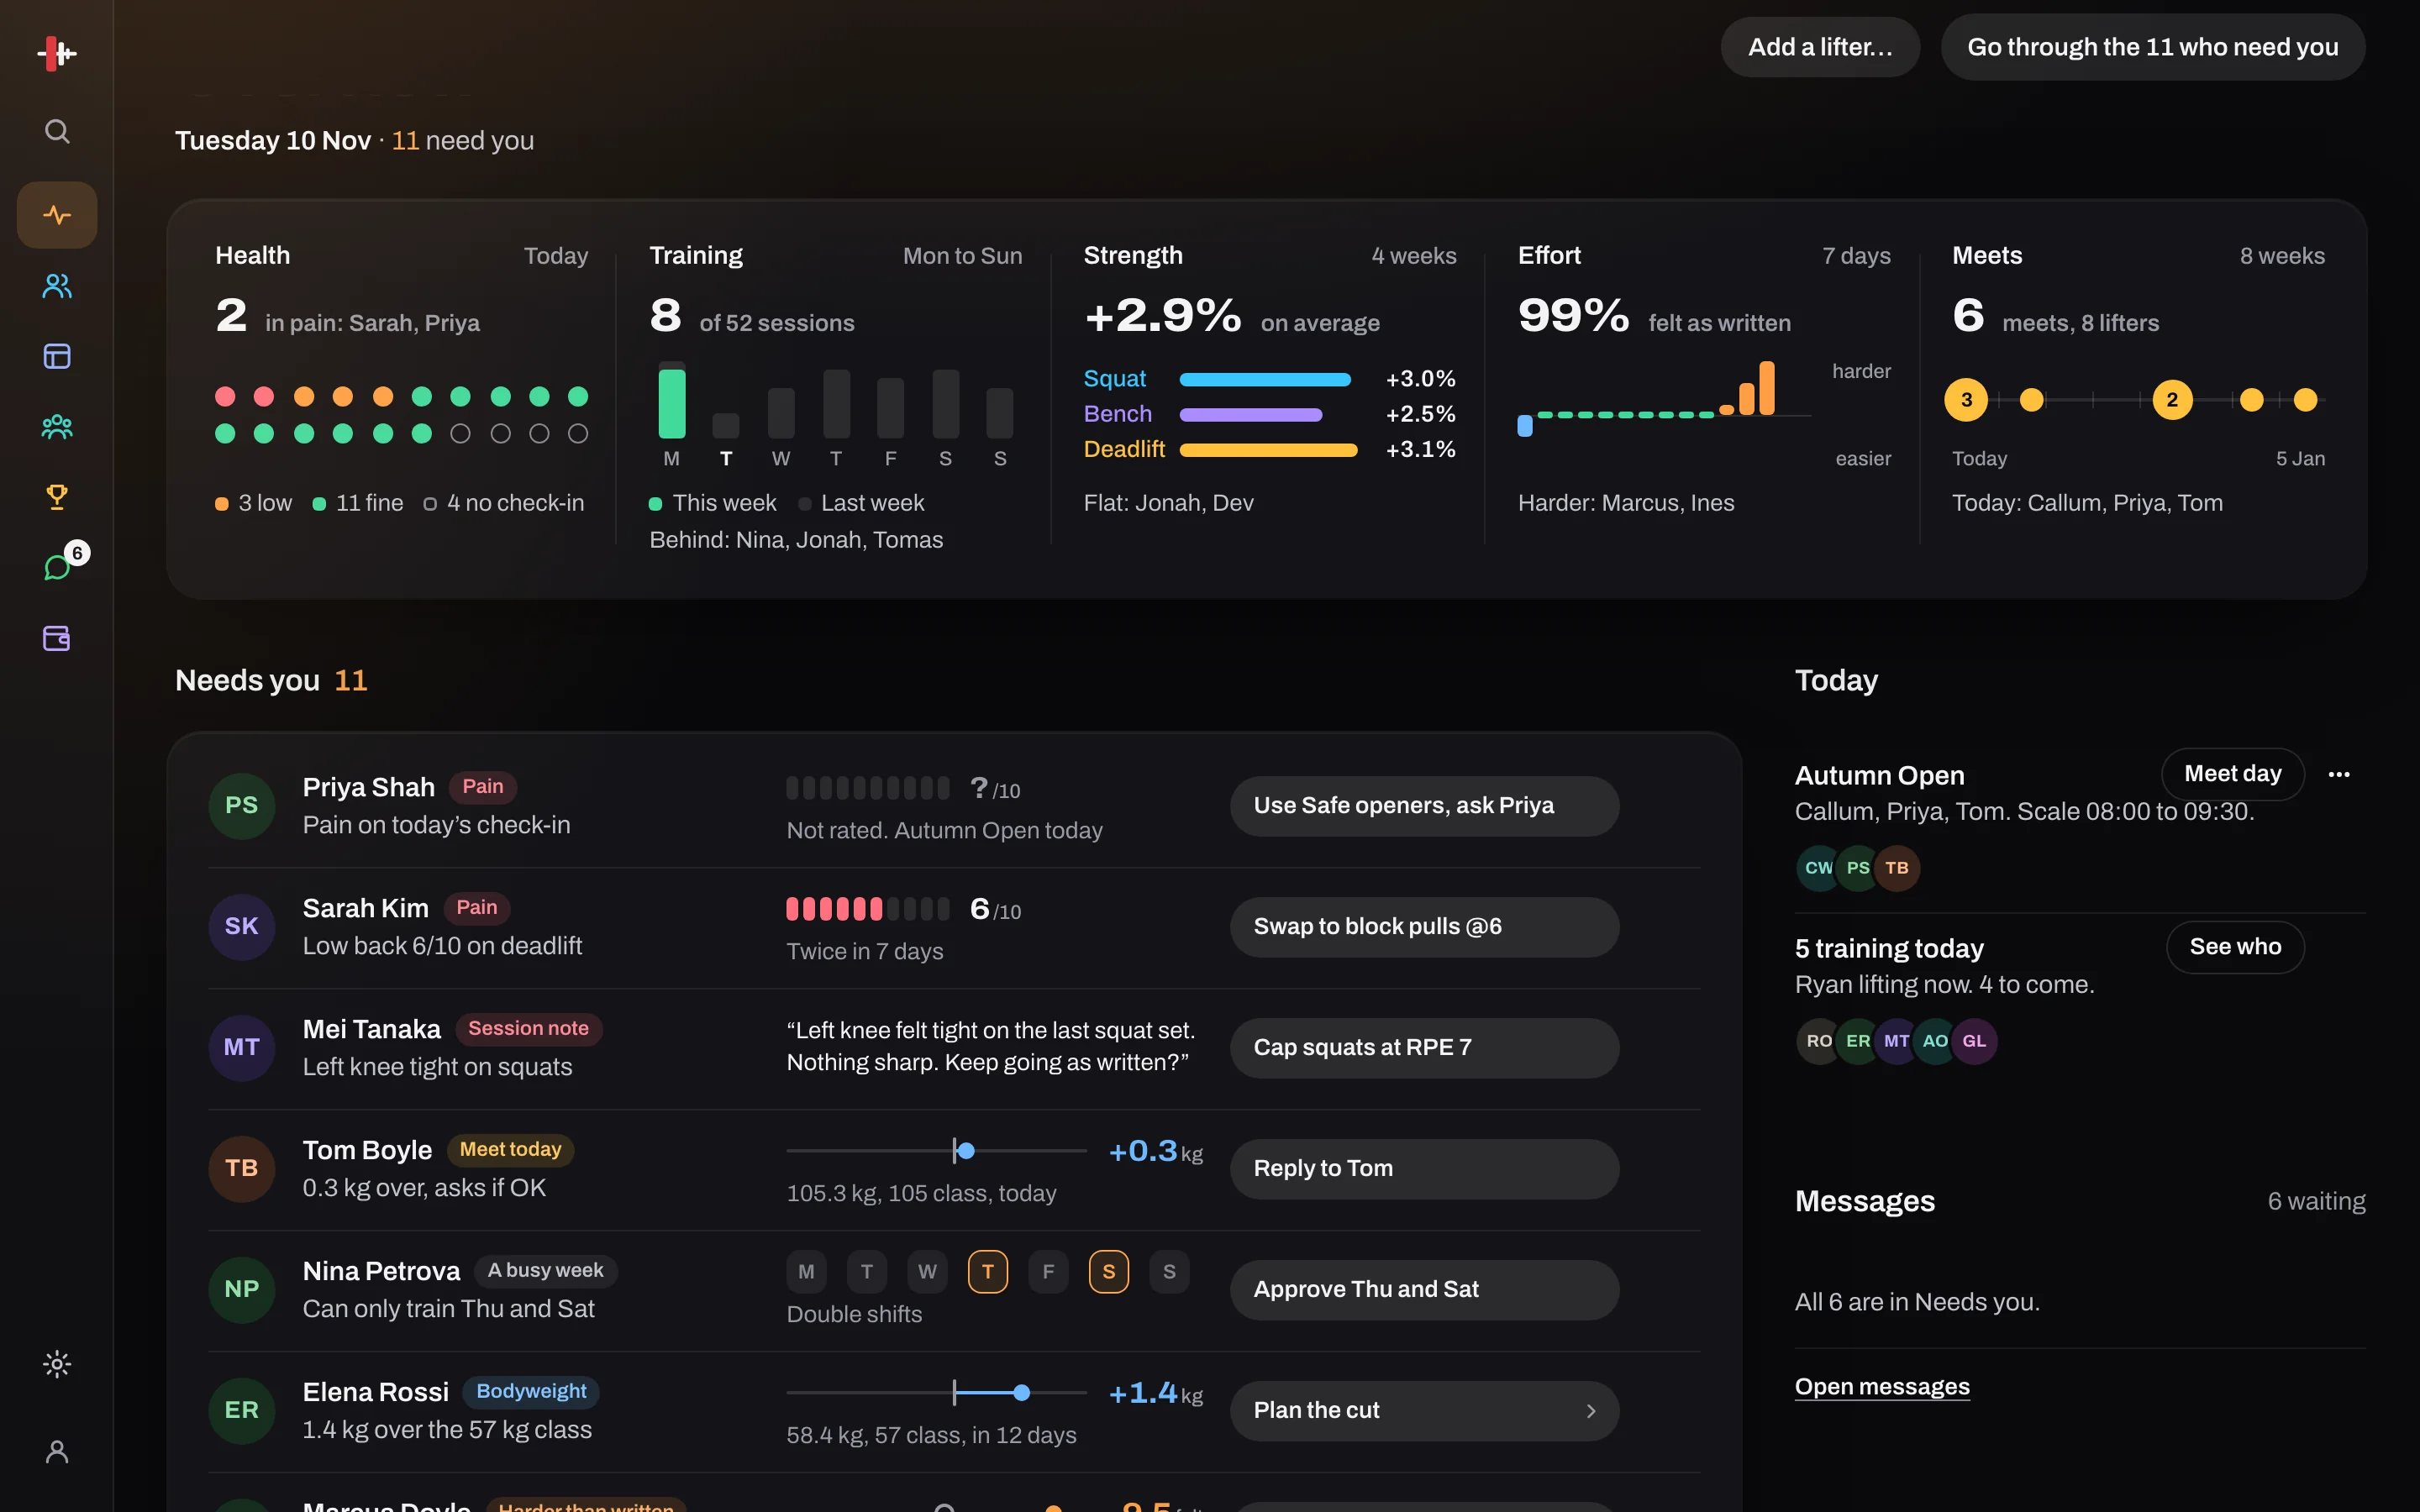 Add a lifter...
Go through the 11 who need you
Tuesday 10 Nov · 11 need you
Health
Today
2 in pain: Sarah, Priya
3 low
11 fine
4 no check-in
Training
Mon to Sun
8 of 52 sessions
M T W T F S S
This week
Last week
Behind: Nina, Jonah, Tomas
Strength
4 weeks
+2.9% on average
Squat +3.0%
Bench +2.5%
Deadlift +3.1%
Flat: Jonah, Dev
Effort
7 days
99% felt as written
harder
easier
Harder: Marcus, Ines
Meets
8 weeks
6 meets, 8 lifters
3
2
Today
5 Jan
Today: Callum, Priya, Tom
6
Needs you 11
PS
Priya Shah
Pain
Pain on today’s check-in
?/10
Not rated. Autumn Open today
Use Safe openers, ask Priya
SK
Sarah Kim
Pain
Low back 6/10 on deadlift
6/10
Twice in 7 days
Swap to block pulls @6
MT
Mei Tanaka
Session note
Left knee tight on squats
“Left knee felt tight on the last squat set.
Nothing sharp. Keep going as written?”
Cap squats at RPE 7
TB
Tom Boyle
Meet today
0.3 kg over, asks if OK
+0.3 kg
105.3 kg, 105 class, today
Reply to Tom
NP
Nina Petrova
A busy week
Can only train Thu and Sat
M T W T F S S
Double shifts
Approve Thu and Sat
ER
Elena Rossi
Bodyweight
1.4 kg over the 57 kg class
+1.4 kg
58.4 kg, 57 class, in 12 days
Plan the cut
Marcus Doyle
Harder than written
Today
Autumn Open
Meet day
Callum, Priya, Tom. Scale 08:00 to 09:30.
CW PS TB
5 training today
See who
Ryan lifting now. 4 to come.
RO ER MT AO GL
Messages
6 waiting
All 6 are in Needs you.
Open messages